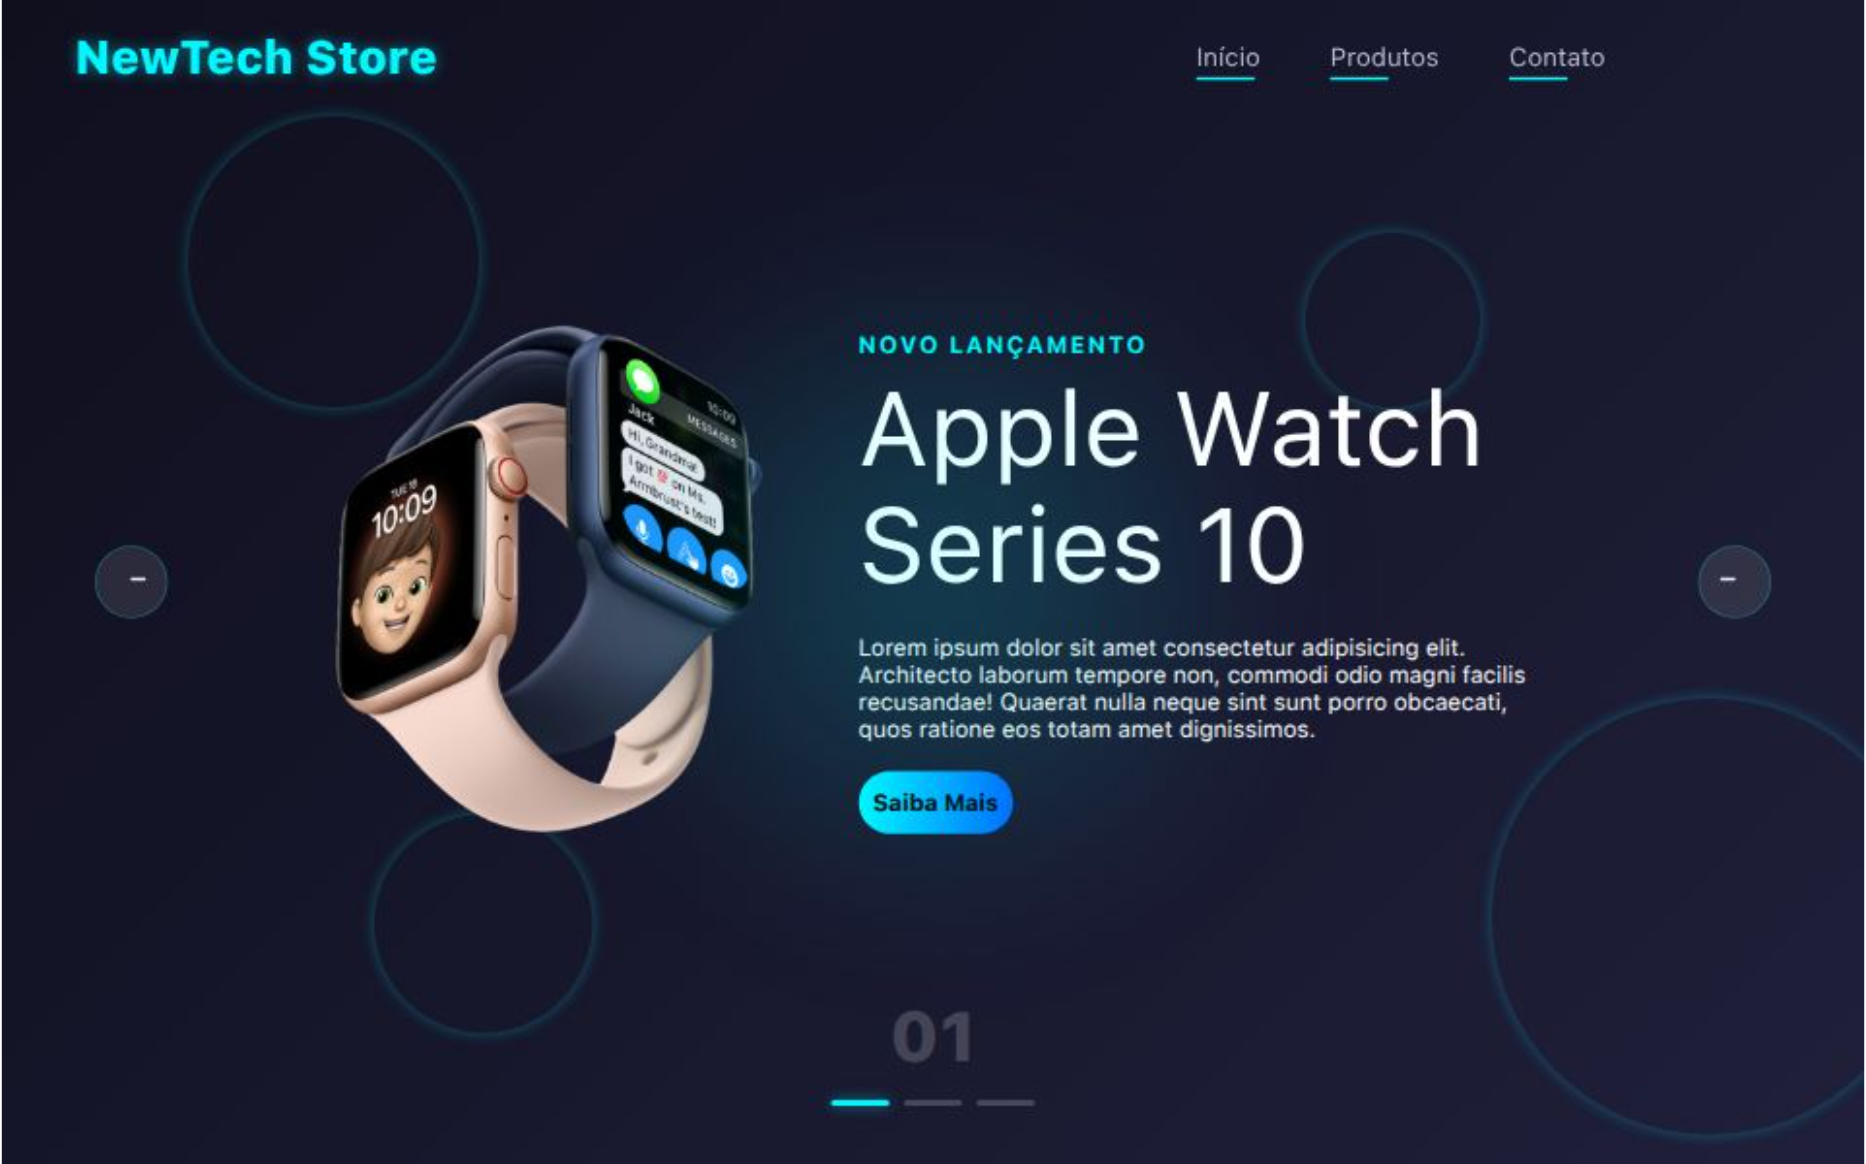 NewTech Store
Início
Produtos
Contato
NOVO LANÇAMENTO
Apple Watch
Series 10
Lorem ipsum dolor sit amet consectetur adipisicing elit.
Architecto laborum tempore non, commodi odio magni facilis
recusandae! Quaerat nulla neque sint sunt porro obcaecati,
quos ratione eos totam amet dignissimos.
Saiba Mais
TUE 18
10:09
10:09
Jack
MESSAGES
Hi, Grandma!
I got 💯 on Ms.
Armbrust's test!
-
-
01